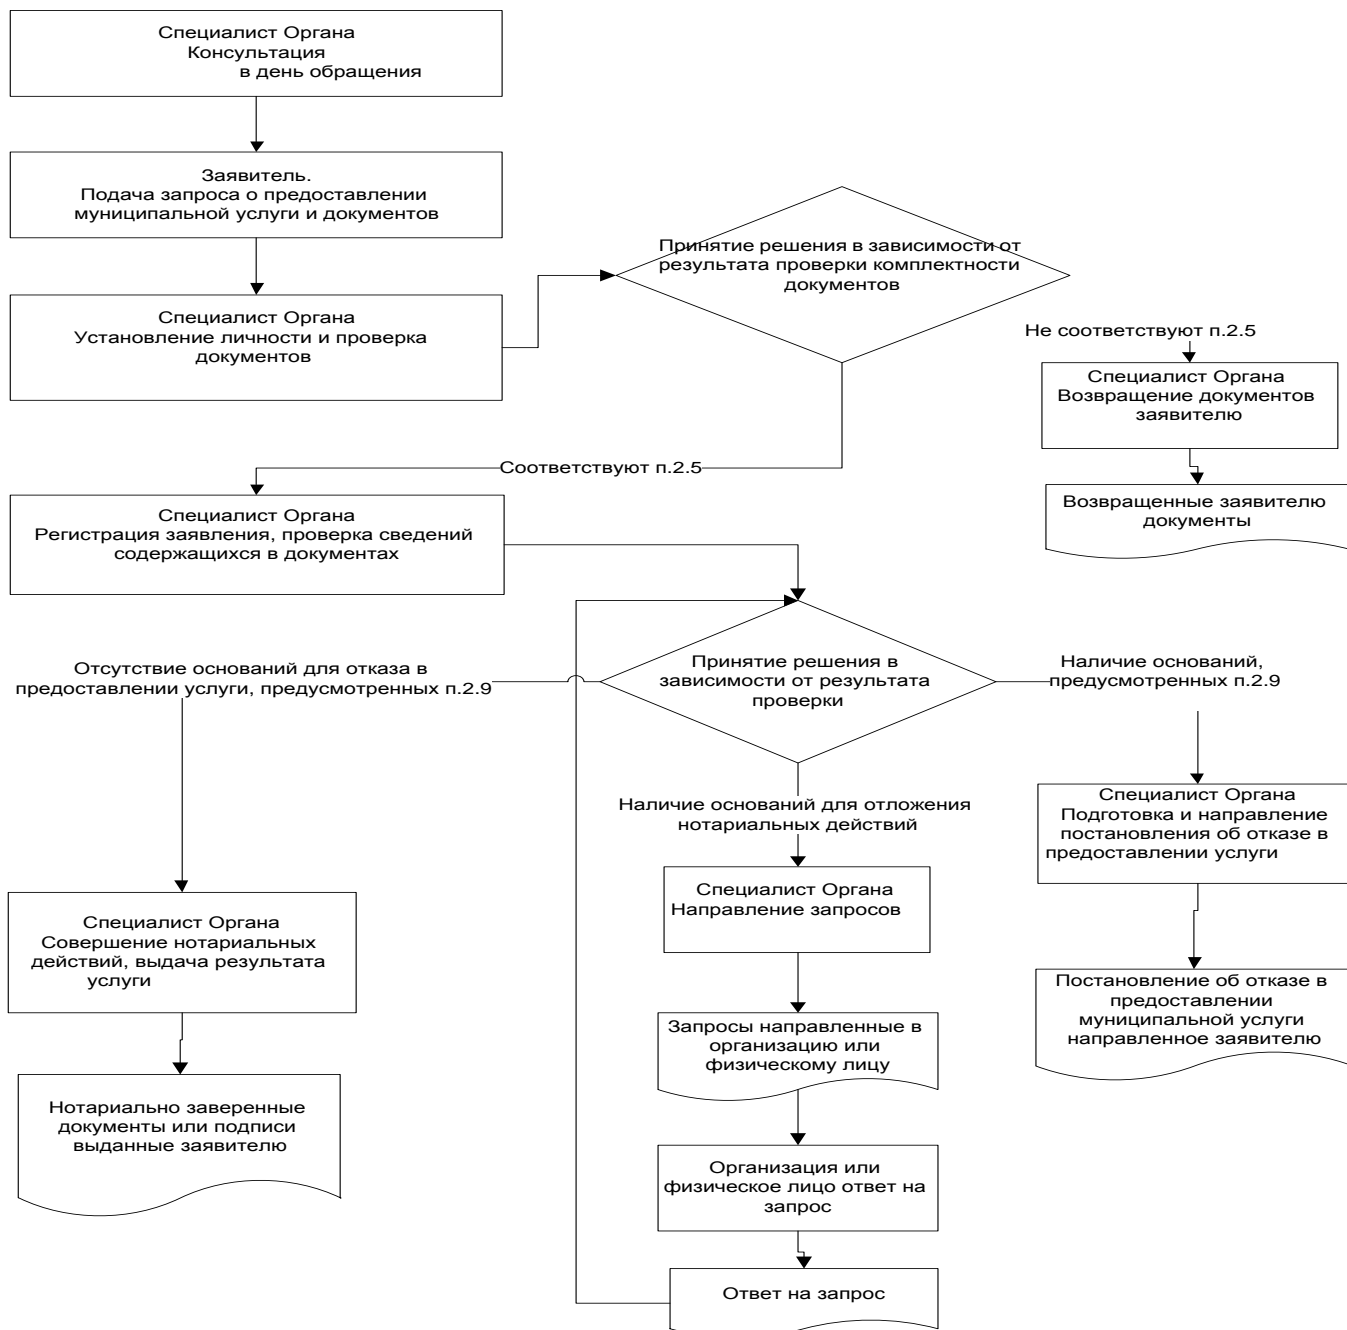 Специалист Органа
Консультация
в день обращения
Заявитель.
Подача запроса о предоставлении
муниципальной услуги и документов
Специалист Органа
Установление личности и проверка
документов
Принятие решения в зависимости от
результата проверки комплектности
документов
Не соответствуют п.2.5
Специалист Органа
Возвращение документов
заявителю
Возвращенные заявителю
документы
Соответствуют п.2.5
Специалист Органа
Регистрация заявления, проверка сведений
содержащихся в документах
Принятие решения в
зависимости от результата
проверки
Отсутствие оснований для отказа в
предоставлении услуги, предусмотренных п.2.9
Наличие оснований,
предусмотренных п.2.9
Наличие оснований для отложения
нотариальных действий
Специалист Органа
Подготовка и направление
постановления об отказе в
предоставлении услуги
Специалист Органа
Направление запросов
Специалист Органа
Совершение нотариальных
действий, выдача результата
услуги
Постановление об отказе в
предоставлении
муниципальной услуги
направленное заявителю
Запросы направленные в
организацию или
физическому лицу
Нотариально заверенные
документы или подписи
выданные заявителю
Организация или
физическое лицо ответ на
запрос
Ответ на запрос